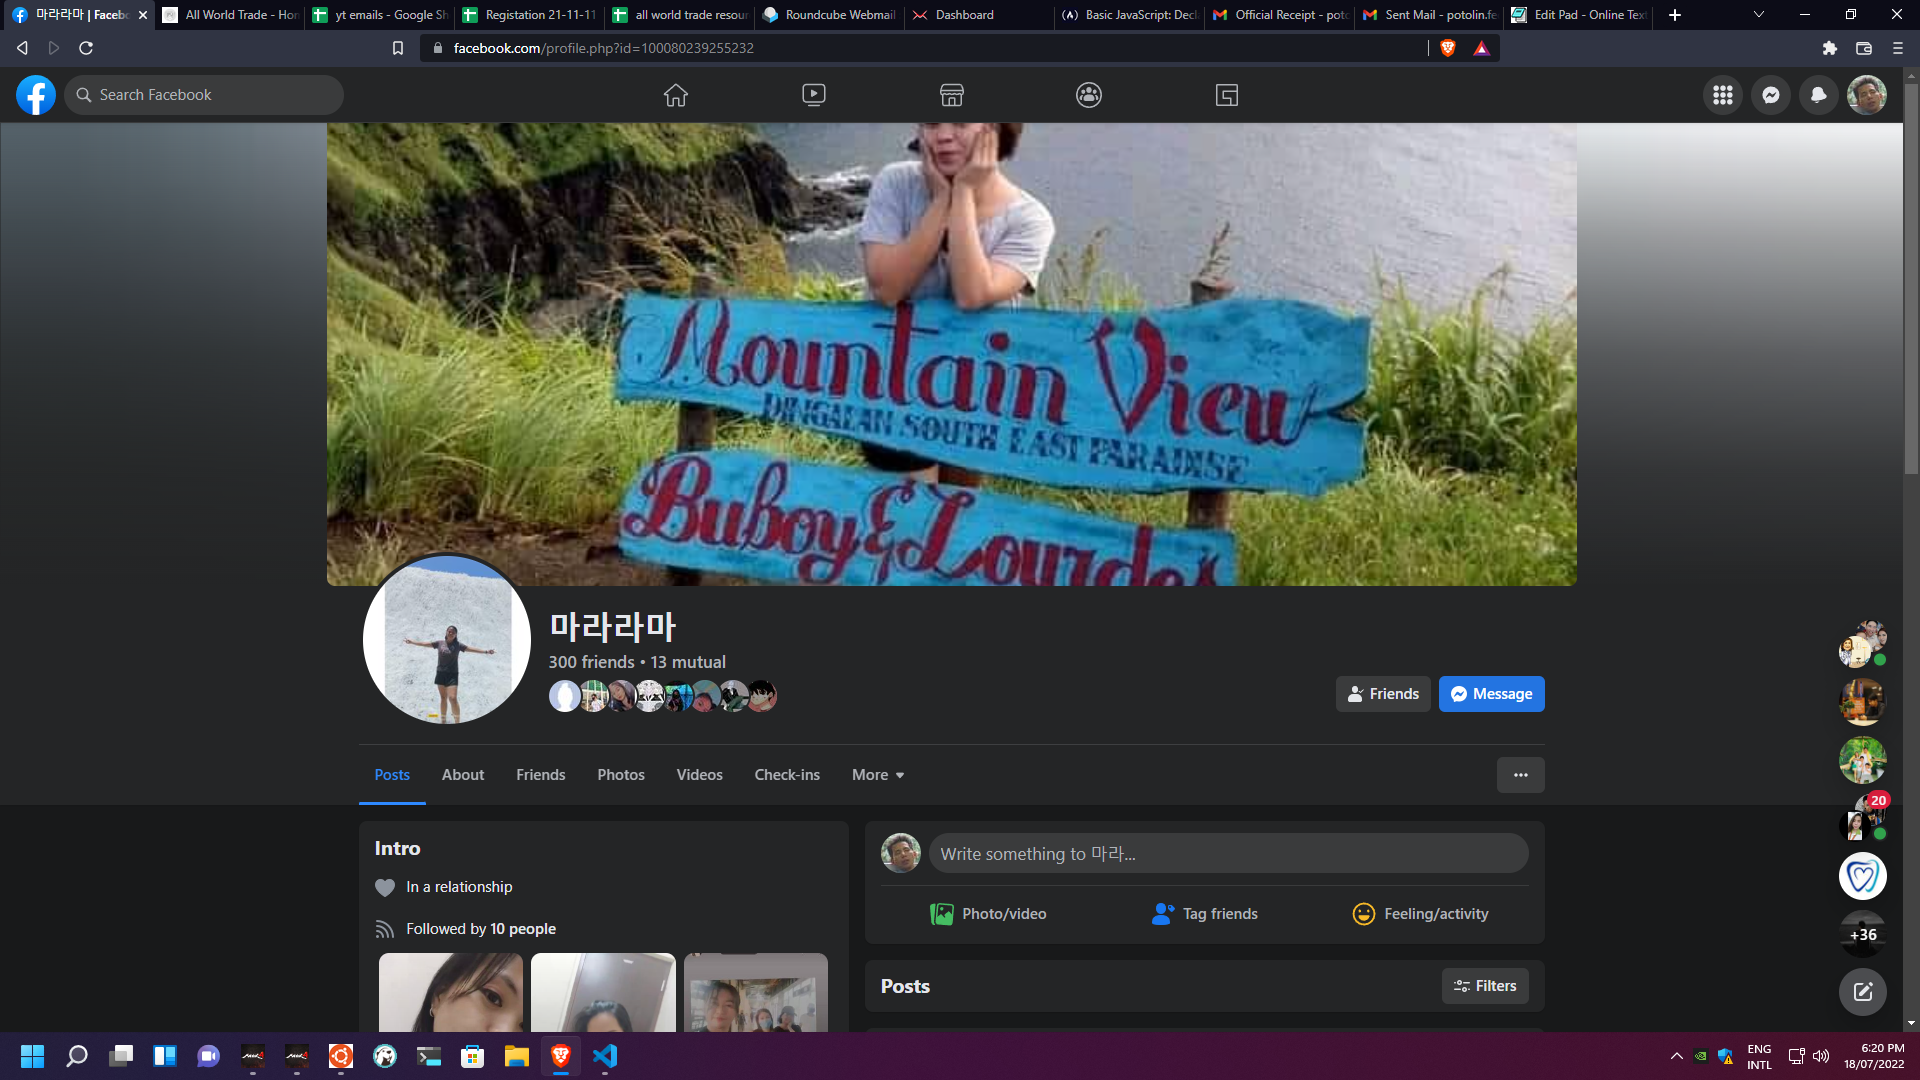 마라라마 | Facebo
All World Trade - Hom
yt emails - Google Sh
Registation 21-11-11
all world trade resour
Roundcube Webmail
Dashboard
Basic JavaScript: Decla
Official Receipt - poto
Sent Mail - potolin.fe
Edit Pad - Online Text
facebook.com/profile.php?id=100080239255232
Search Facebook
Mountain View
DINGALAN SOUTH EAST PARADISE
Buboy & Lourdes
마라라마
300 friends • 13 mutual
Friends
Message
Posts
About
Friends
Photos
Videos
Check-ins
More
Intro
In a relationship
Followed by 10 people
Write something to 마라...
Photo/video
Tag friends
Feeling/activity
Posts
Filters
20
+36
ENG
INTL
6:20 PM
18/07/2022